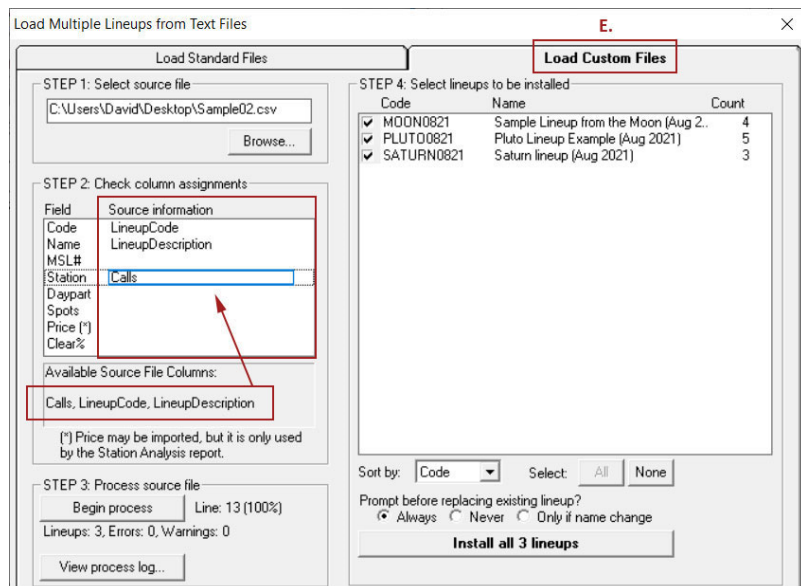 Load Multiple Lineups from Text Files
E.
Load Standard Files
Load Custom Files
STEP 1: Select source file
C:\Users\David\Desktop\Sample02.csv
Browse...
STEP 2: Check column assignments
Field Source information
Code LineupCode
Name LineupDescription
MSL#
Station Calls
Daypart
Spots
Price (*)
Clear%
Available Source File Columns:
Calls, LineupCode, LineupDescription
(*) Price may be imported, but it is only used
by the Station Analysis report.
STEP 3: Process source file
Begin process Line: 13 (100%)
Lineups: 3, Errors: 0, Warnings: 0
View process log...
STEP 4: Select lineups to be installed
Code Name Count
MOON0821 Sample Lineup from the Moon (Aug 2.. 4
PLUTO0821 Pluto Lineup Example (Aug 2021) 5
SATURN0821 Saturn lineup (Aug 2021) 3
Sort by: Code Select: All None
Prompt before replacing existing lineup?
Always Never Only if name change
Install all 3 lineups